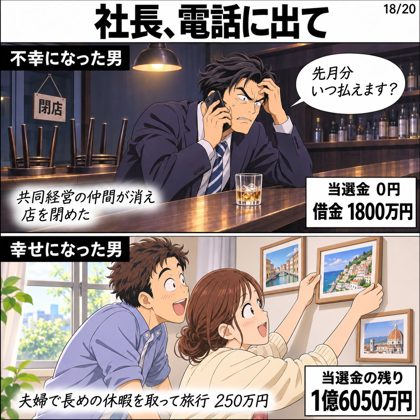 社長、電話に出て
18/20
不幸になった男
閉店
先月分
いつ払えます?
共同経営の仲間が消え
店を閉めた
当選金 0円
借金 1800万円
幸せになった男
夫婦で長めの休暇を取って旅行 250万円
当選金の残り
1億6050万円